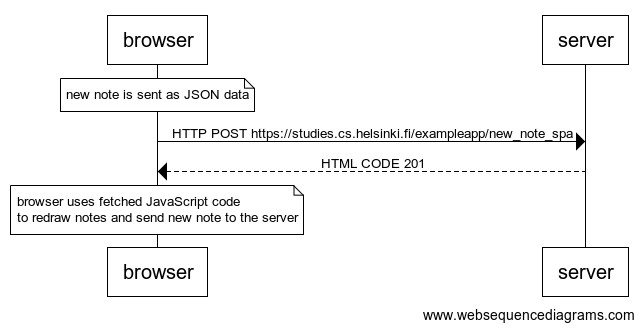 browser
server
new note is sent as JSON data
HTTP POST https://studies.cs.helsinki.fi/exampleapp/new_note_spa
HTML CODE 201
browser uses fetched JavaScript code
to redraw notes and send new note to the server
browser
server
www.websequencediagrams.com